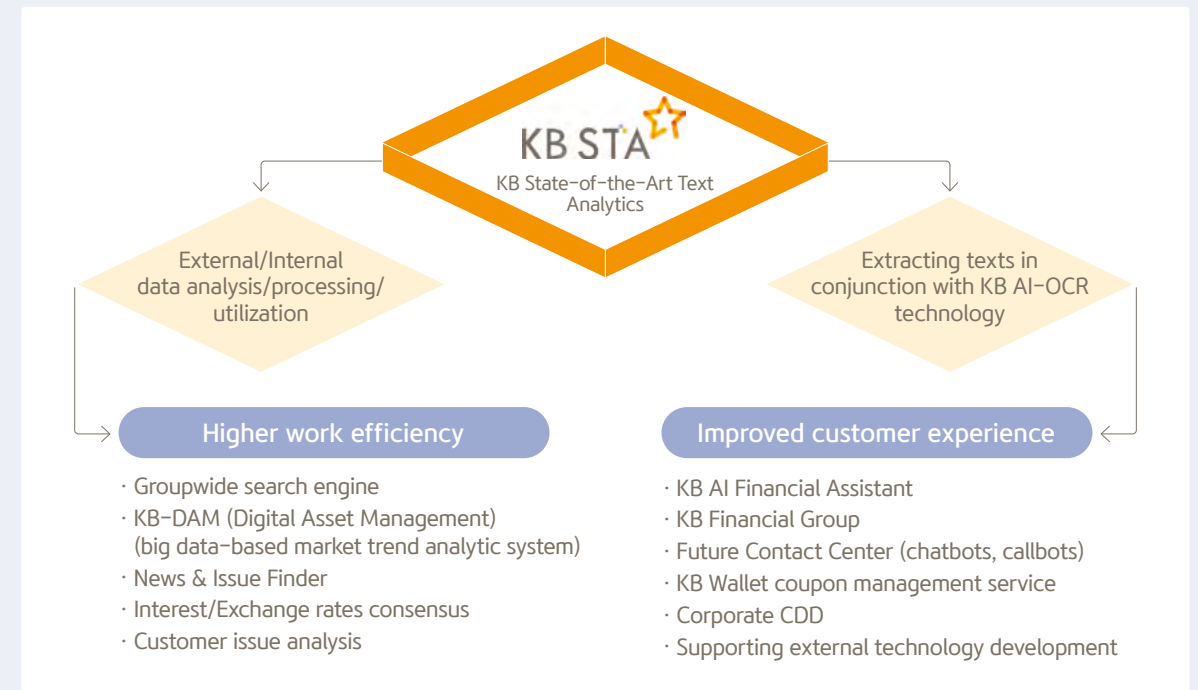 KB STA
KB State-of-the-Art Text
Analytics
External/Internal
data analysis/processing/
utilization
Extracting texts in
conjunction with KB AI-OCR
technology
Higher work efficiency
· Groupwide search engine
· KB-DAM (Digital Asset Management)
(big data-based market trend analytic system)
· News & Issue Finder
· Interest/Exchange rates consensus
· Customer issue analysis
Improved customer experience
· KB AI Financial Assistant
· KB Financial Group
· Future Contact Center (chatbots, callbots)
· KB Wallet coupon management service
· Corporate CDD
· Supporting external technology development